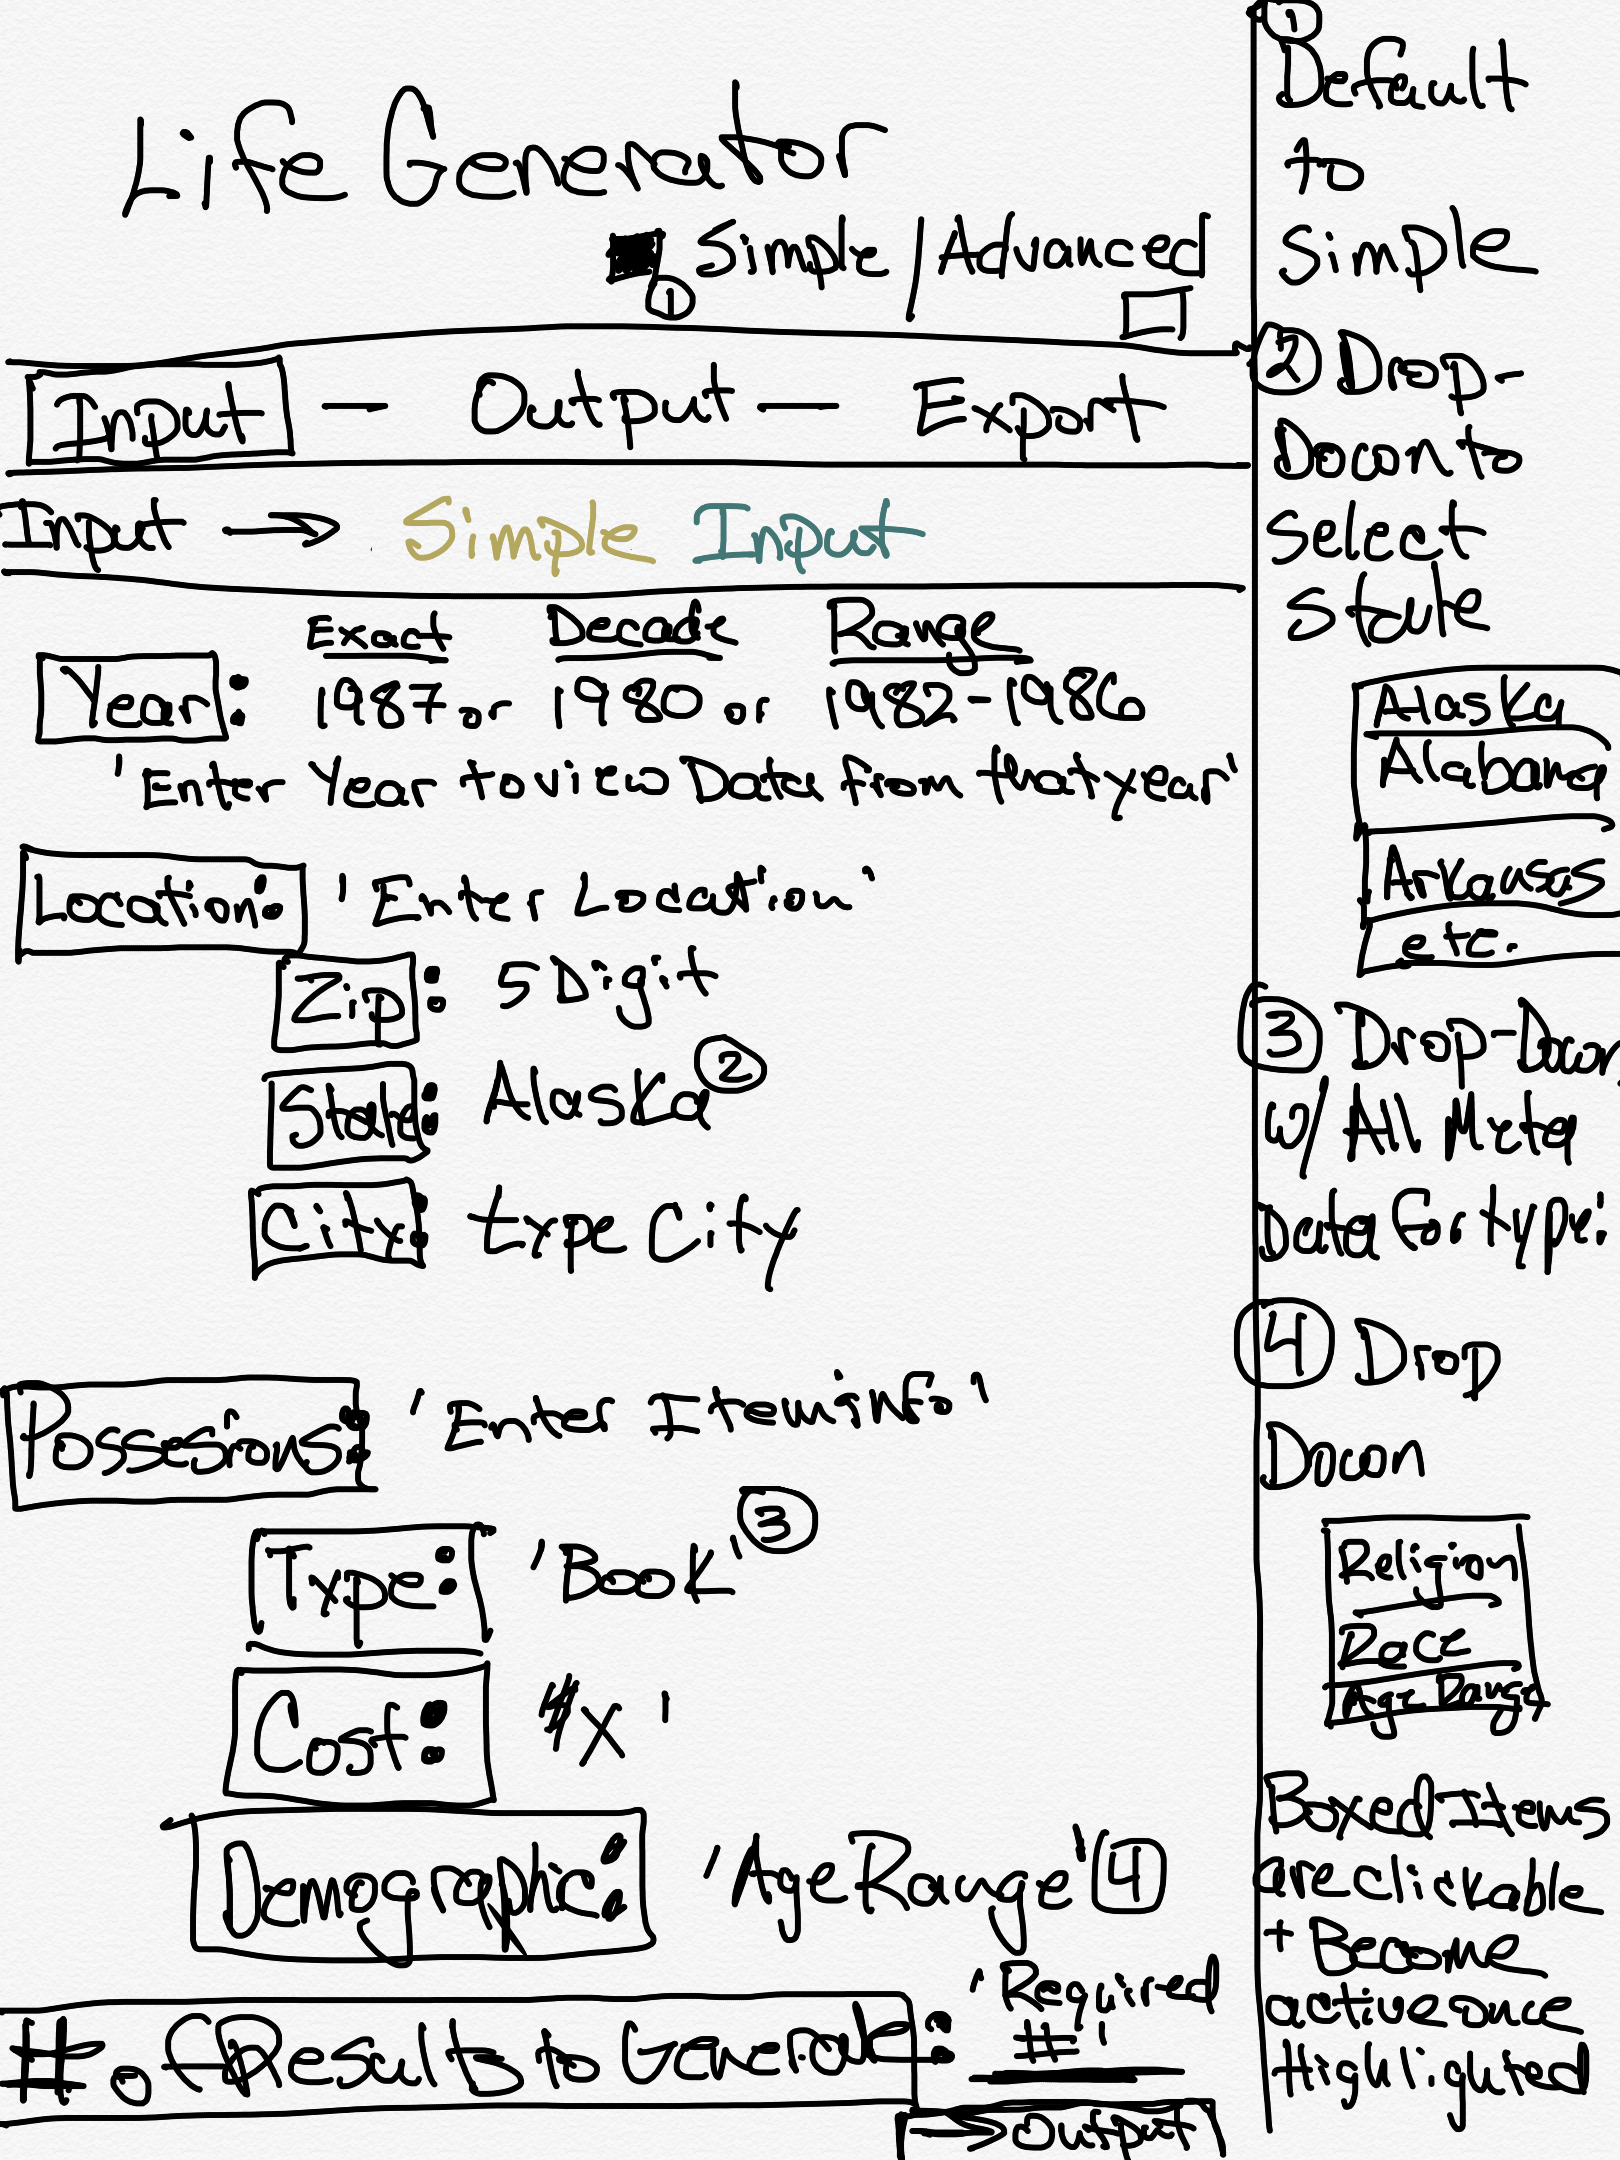 Life Generator
① Simple / Advanced
Input — Output — Export
Input → Simple Input
Exact Decade Range
Year: 1987 or 1980 or 1982-1986
'Enter Year to view Data from that year'
Location: 'Enter Location'
Zip: 5 Digit
State: Alaska ②
City: type City
Possesions: 'Enter Item info'
Type: 'Book' ③
Cost: #x'
Demographic: 'Age Range' ④
# of Results to Generate: 'Required
#'
→ output
①
Default
to
Simple
② Drop-
Down to
select
state
Alaska
Alabama
Arkansas
etc.
③ Drop-Down
w/ All Meta
Data for type:
④ Drop
Down
Religion
Race
Age Range
Boxed Items
are clickable
+ Become
active once
Highlighted